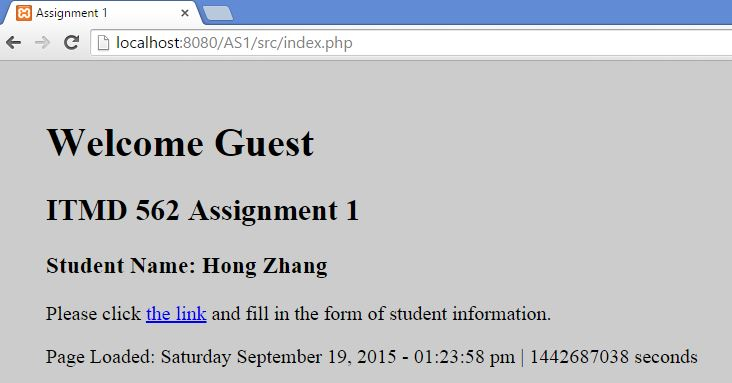 Assignment 1
localhost:8080/AS1/src/index.php
Welcome Guest
ITMD 562 Assignment 1
Student Name: Hong Zhang
Please click the link and fill in the form of student information.
Page Loaded: Saturday September 19, 2015 - 01:23:58 pm | 1442687038 seconds